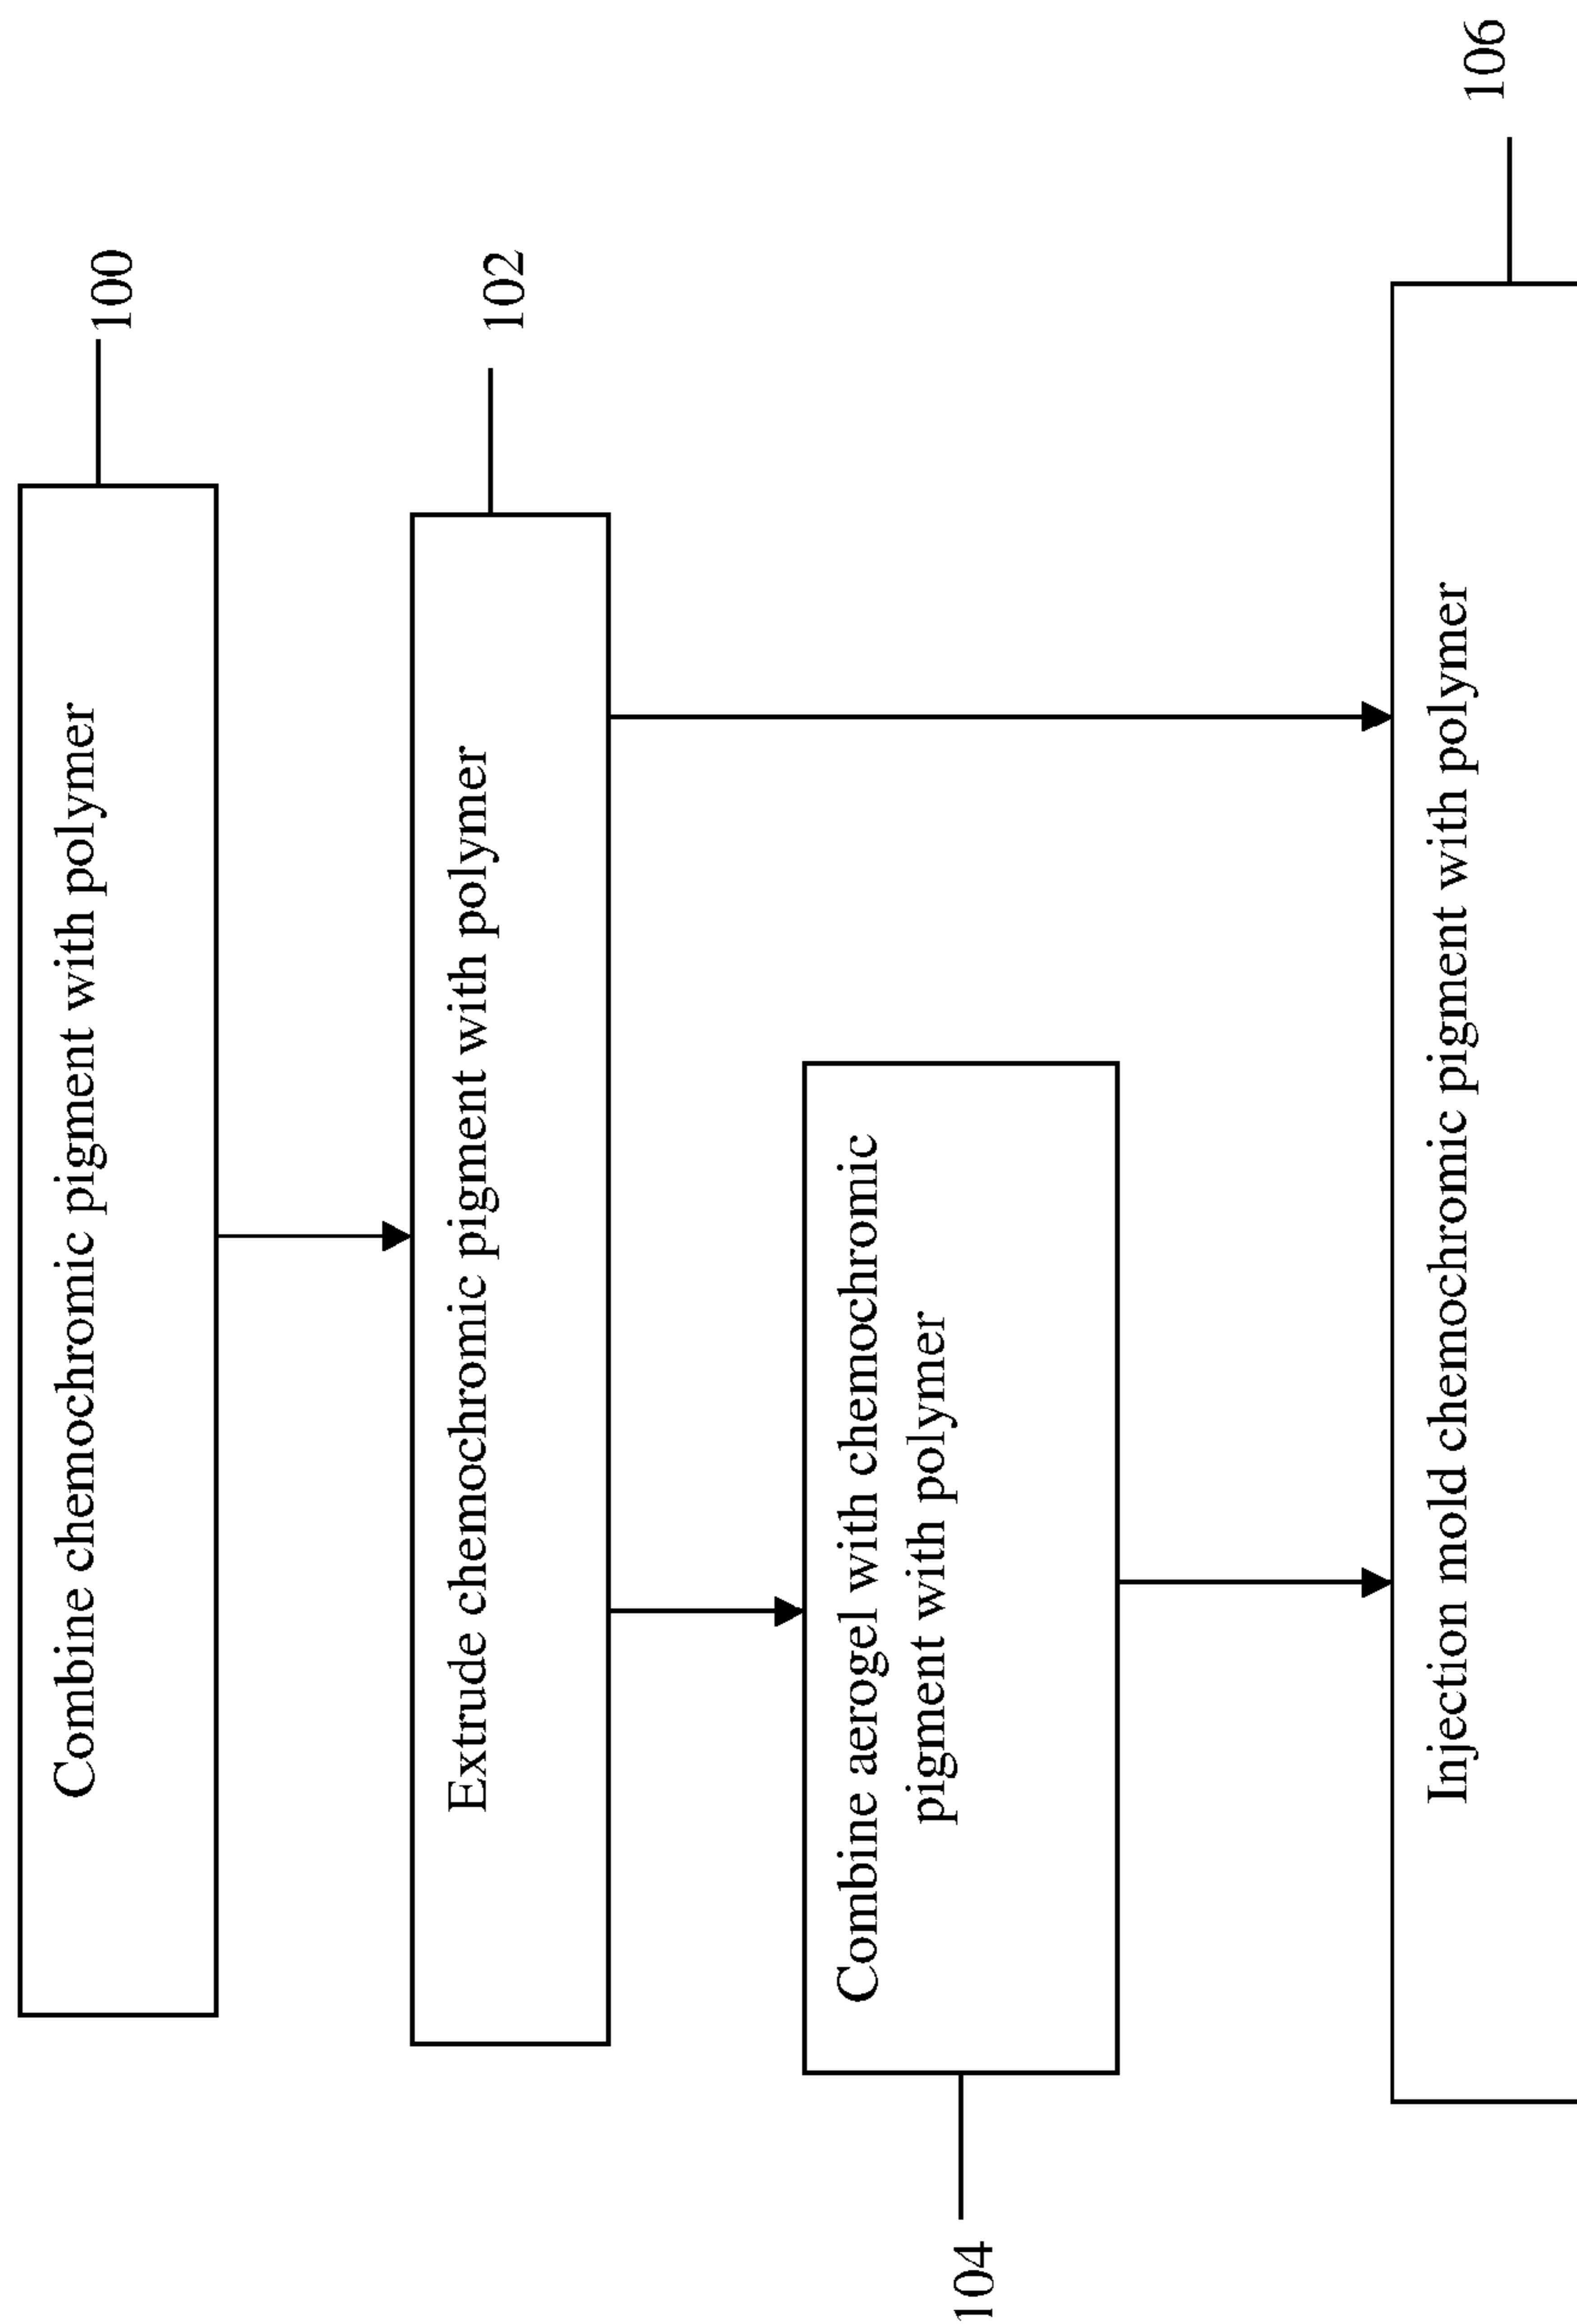 Combine chemochromic pigment with polymer
100
Extrude chemochromic pigment with polymer
102
Combine aerogel with chemochromic
pigment with polymer
104
Injection mold chemochromic pigment with polymer
106